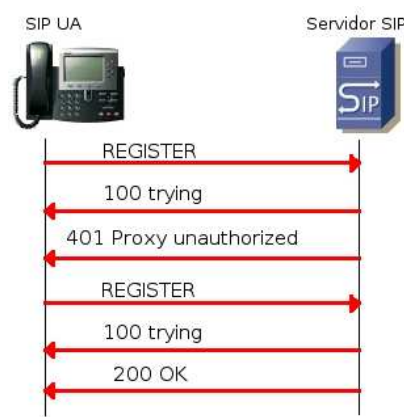 SIP UA
Servidor SIP
SIP
REGISTER
100 trying
401 Proxy unauthorized
REGISTER
100 trying
200 OK